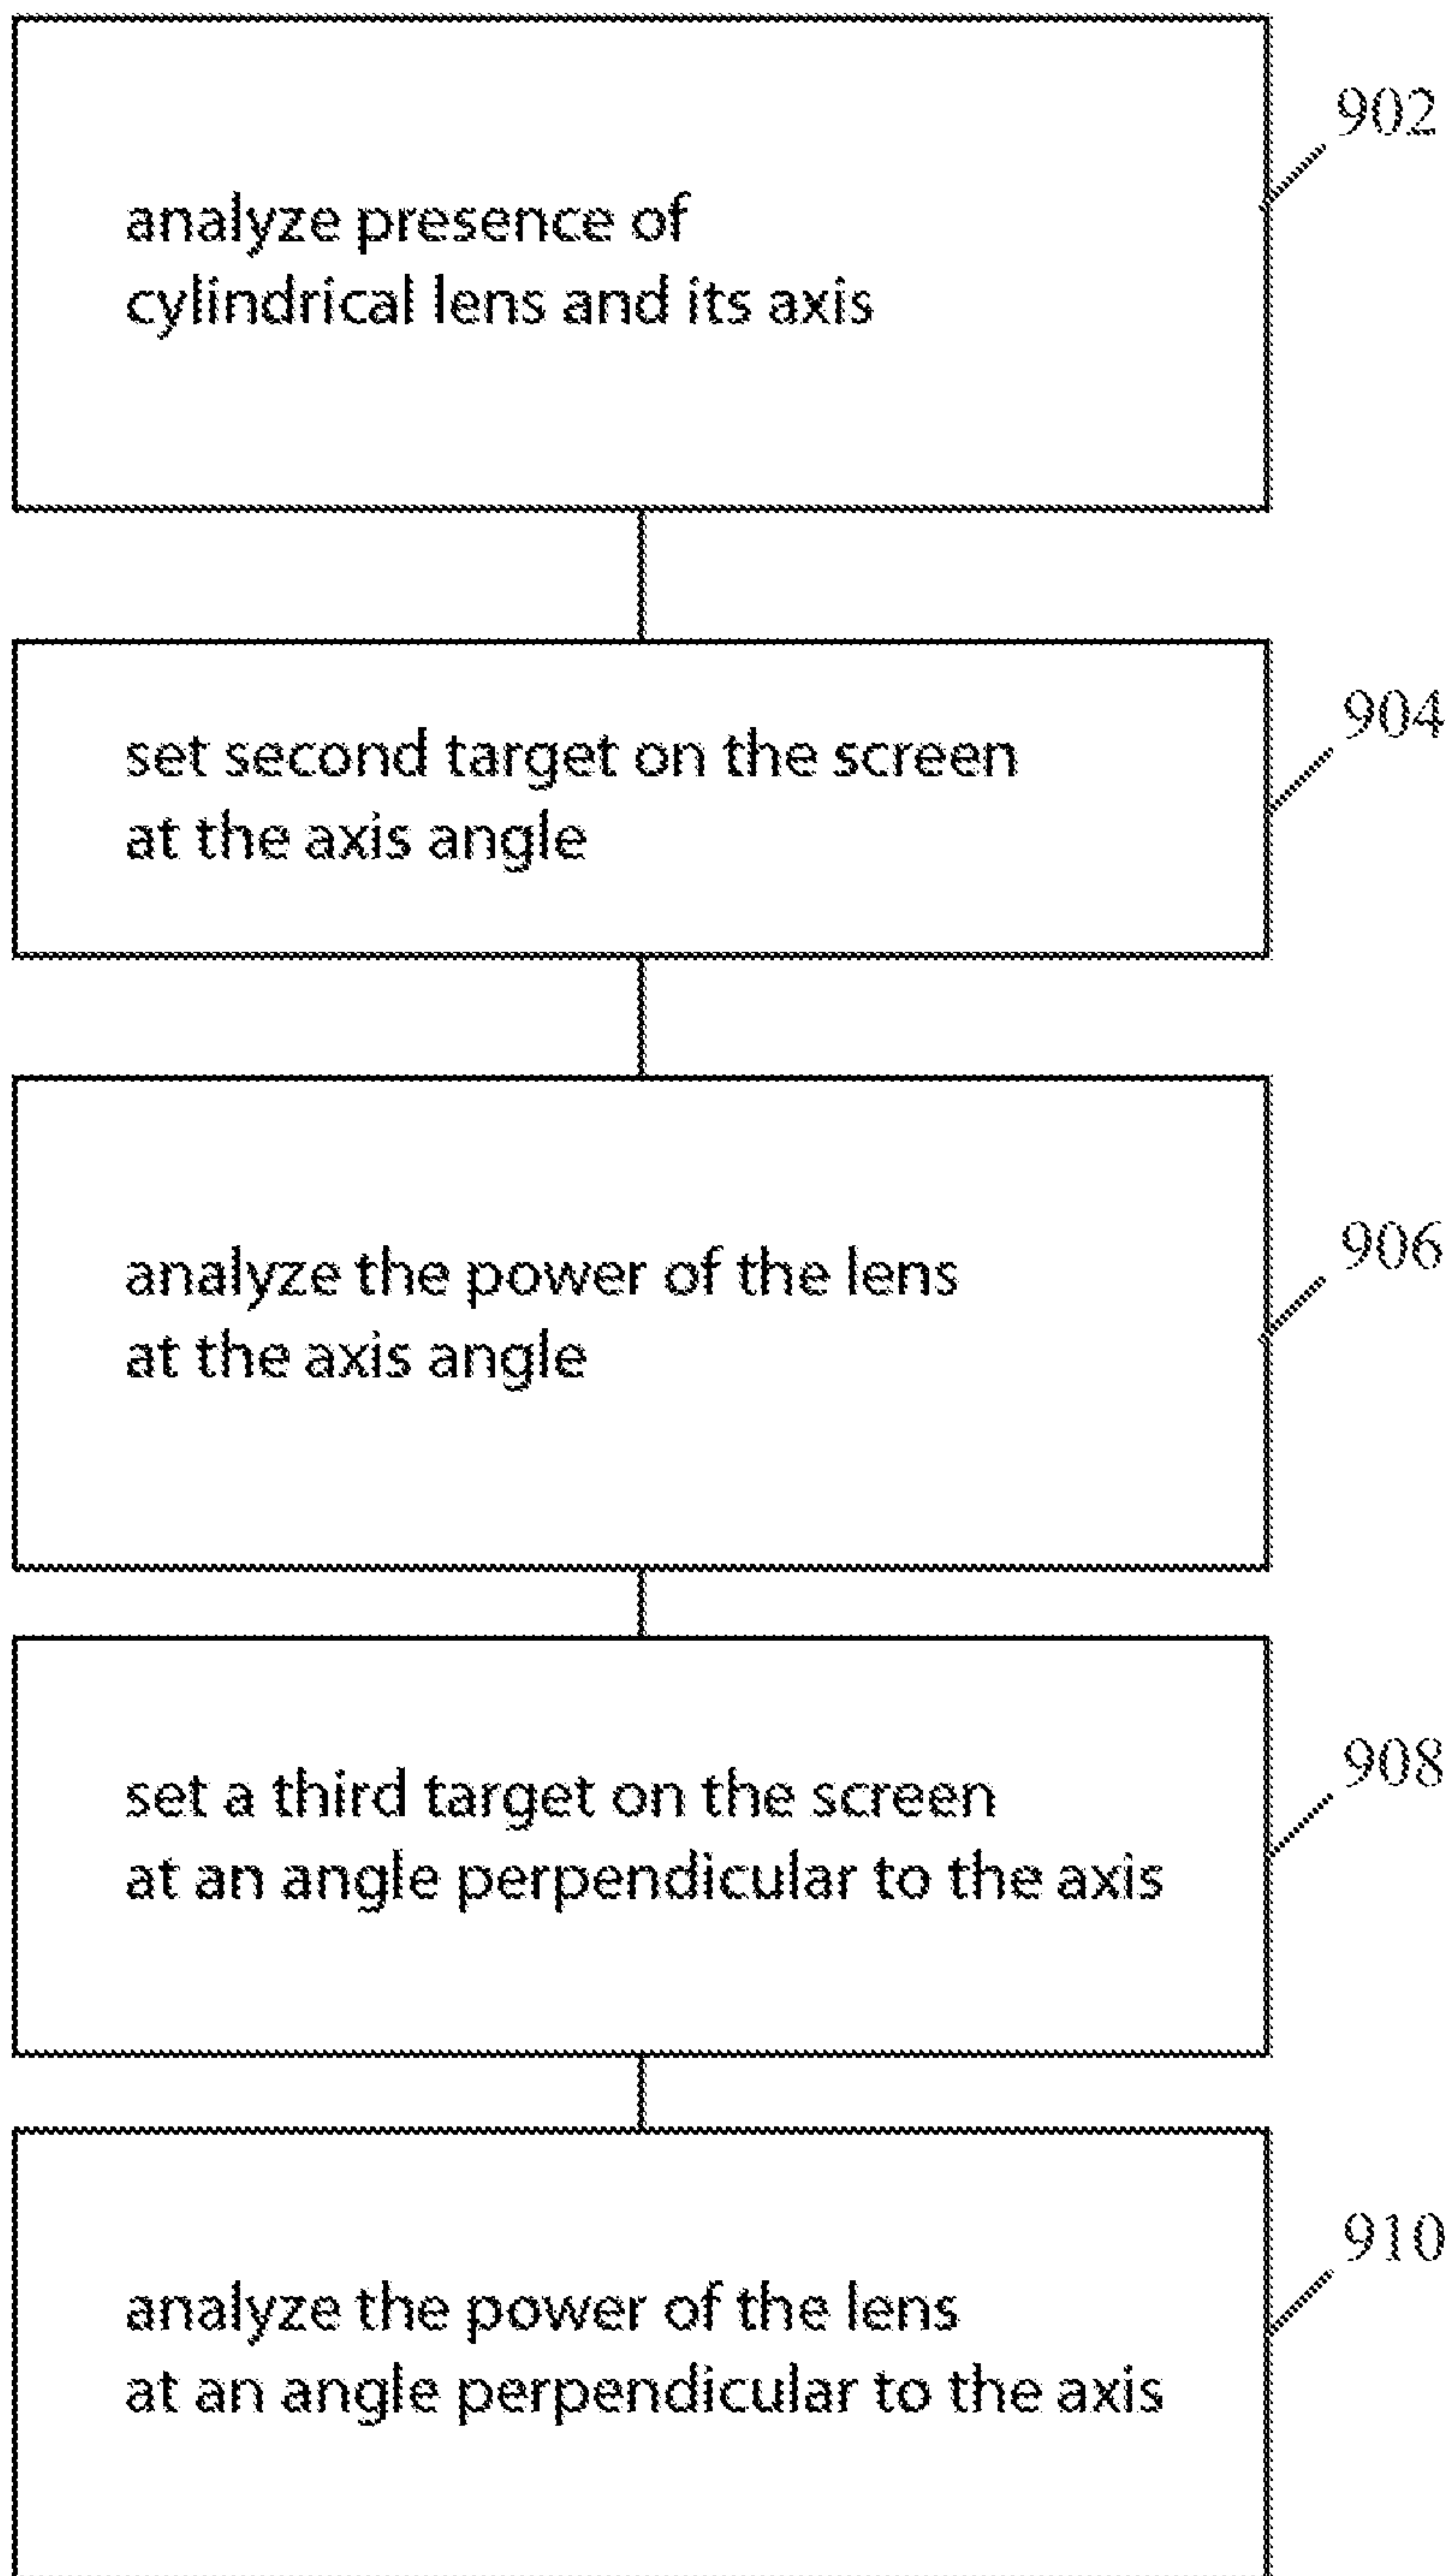 902
analyze presence of
cylindrical lens and its axis
904
set second target on the screen
at the axis angle
906
analyze the power of the lens
at the axis angle
908
set a third target on the screen
at an angle perpendicular to the axis
910
analyze the power of the lens
at an angle perpendicular to the axis